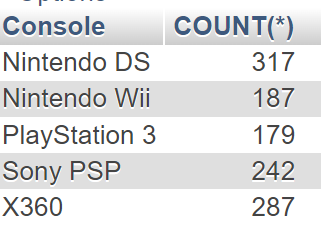 Console COUNT(*)
Nintendo DS 317
Nintendo Wii 187
PlayStation 3 179
Sony PSP 242
X360 287